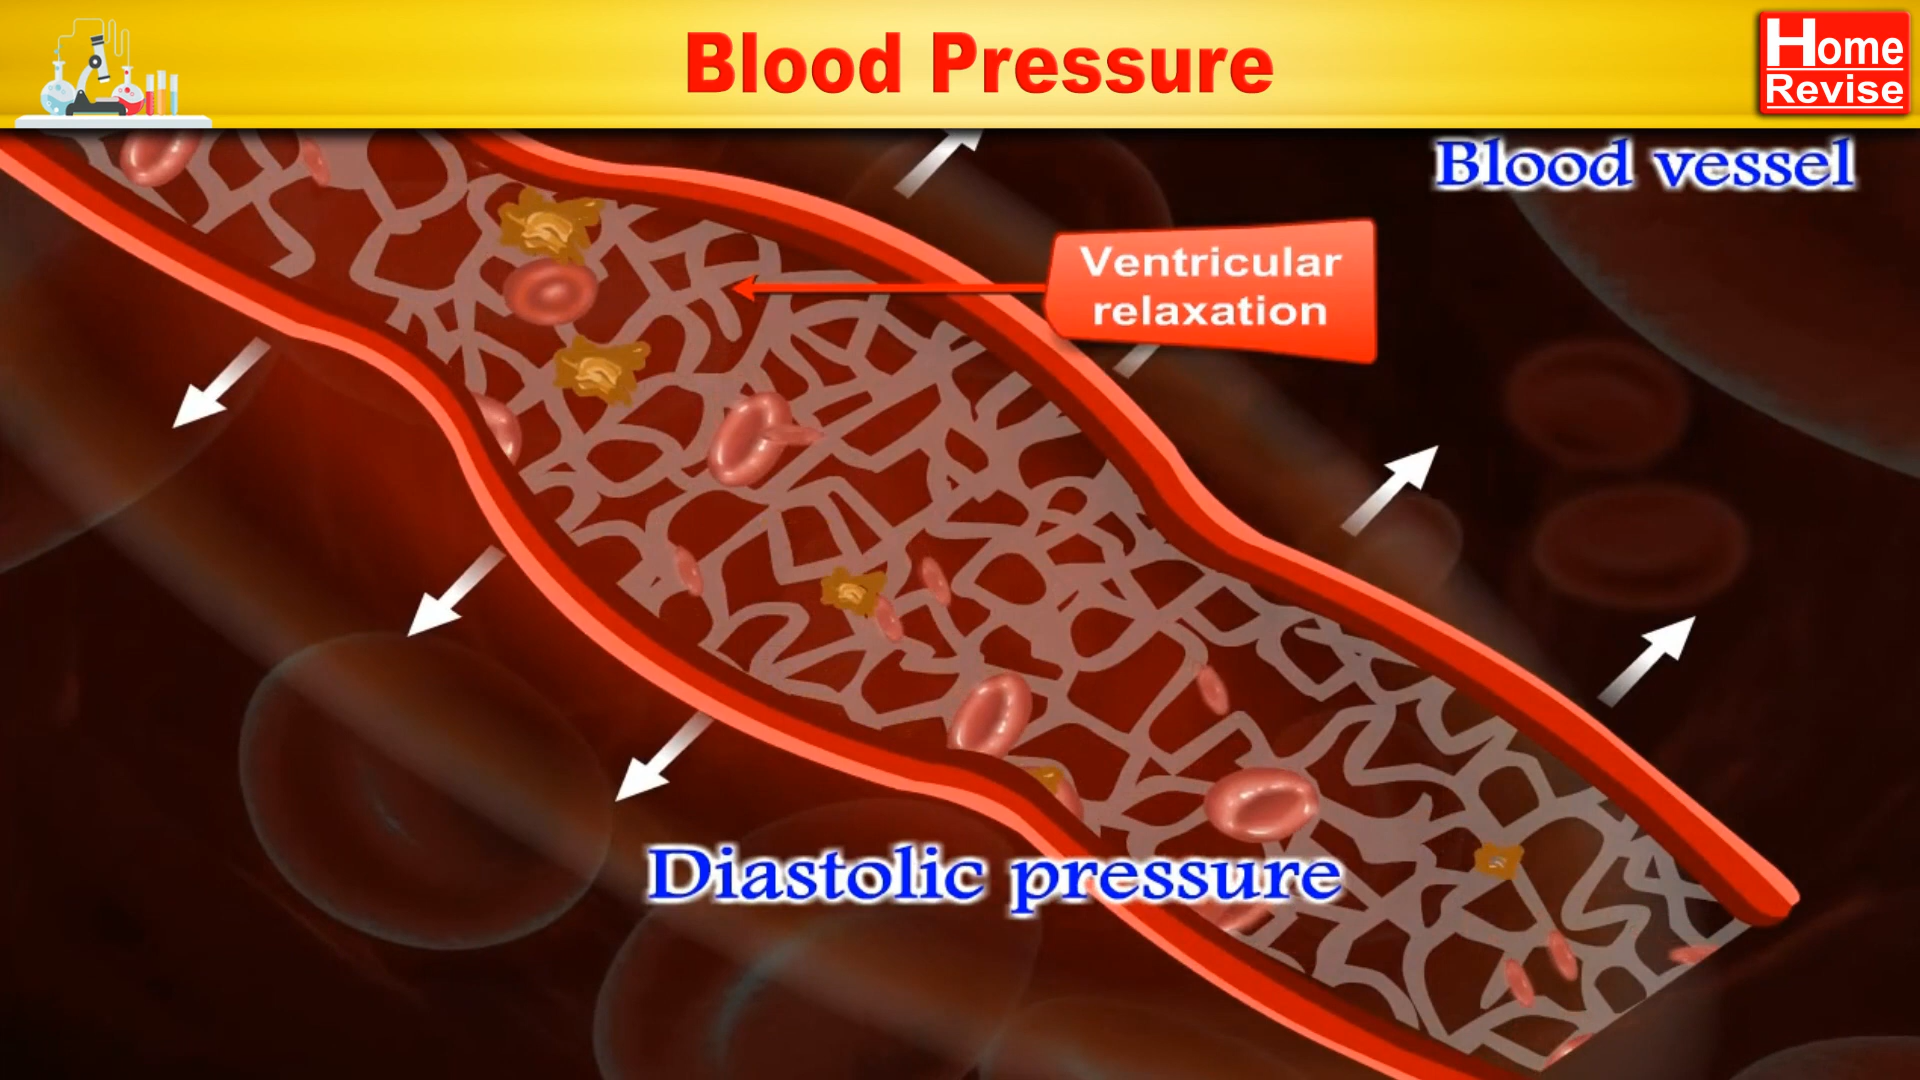 Blood Pressure
Home
Revise
Blood vessel
Ventricular
relaxation
Diastolic pressure